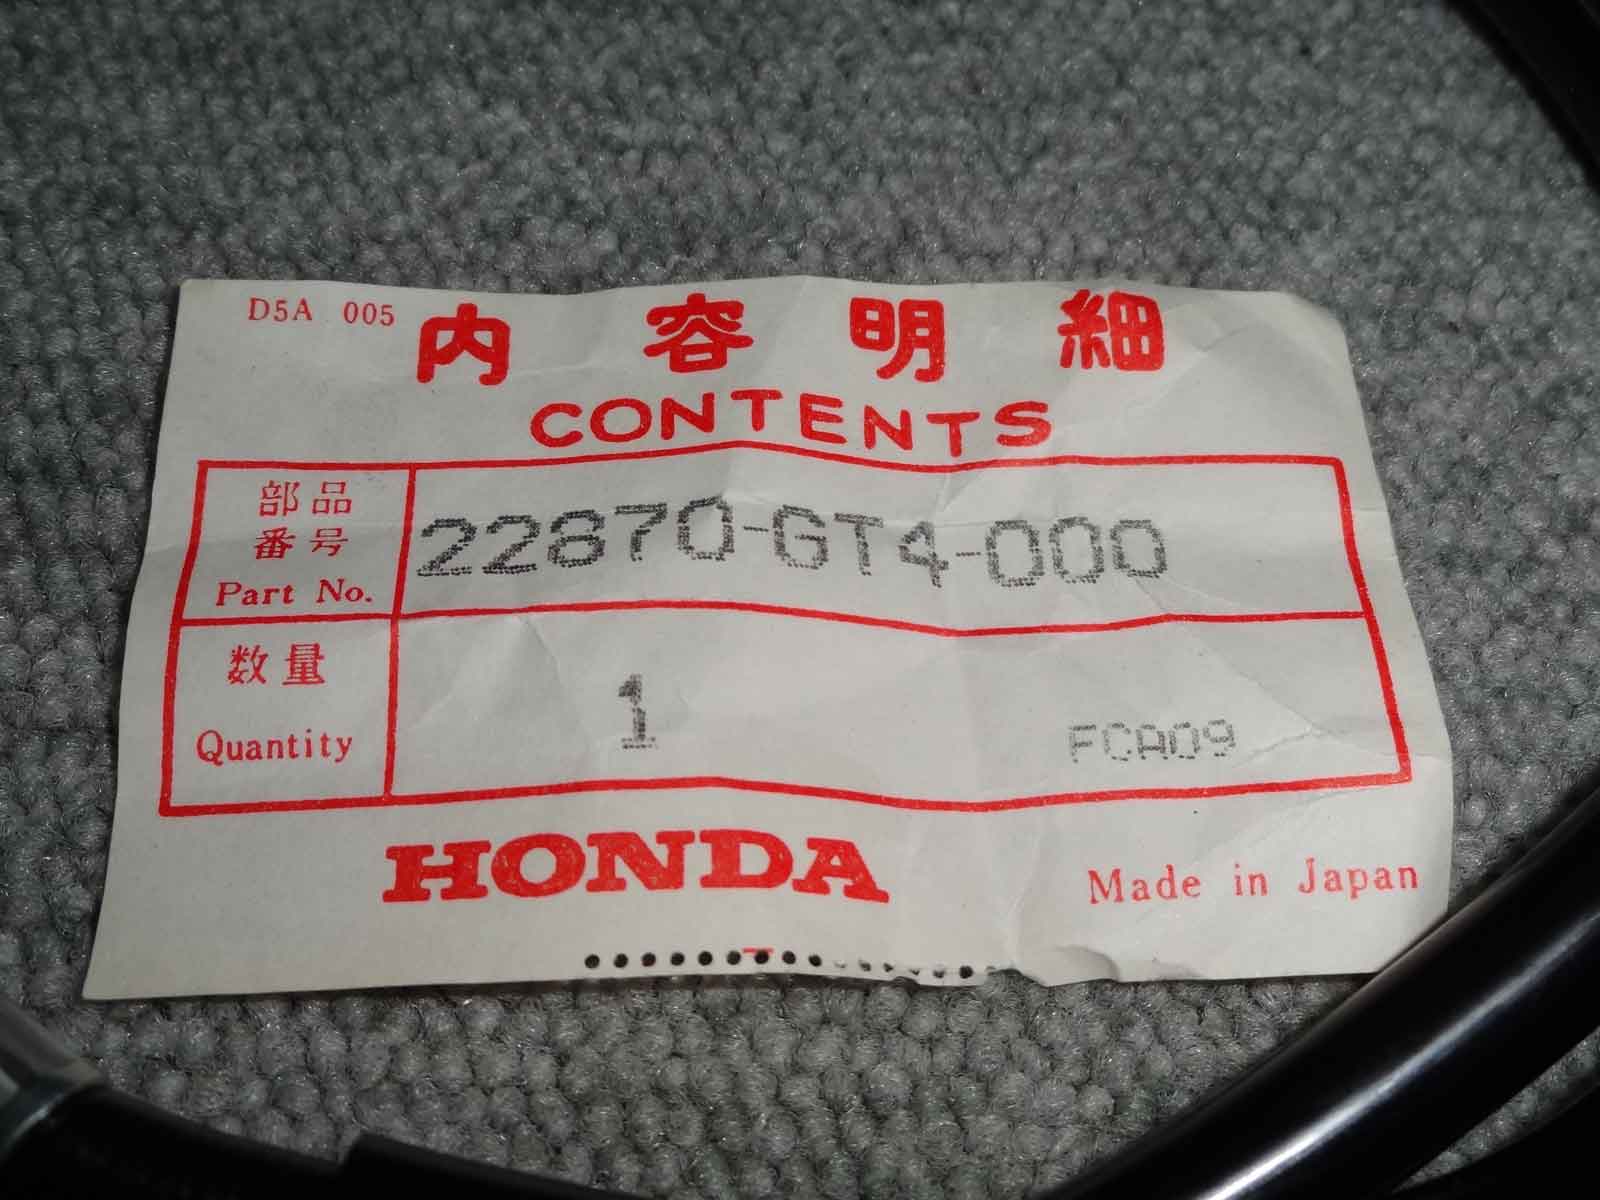 D5A 005
内容明細
CONTENTS
部品
番号
Part No.
22870-GT4-000
数量
Quantity
1
FCA09
HONDA
Made in Japan